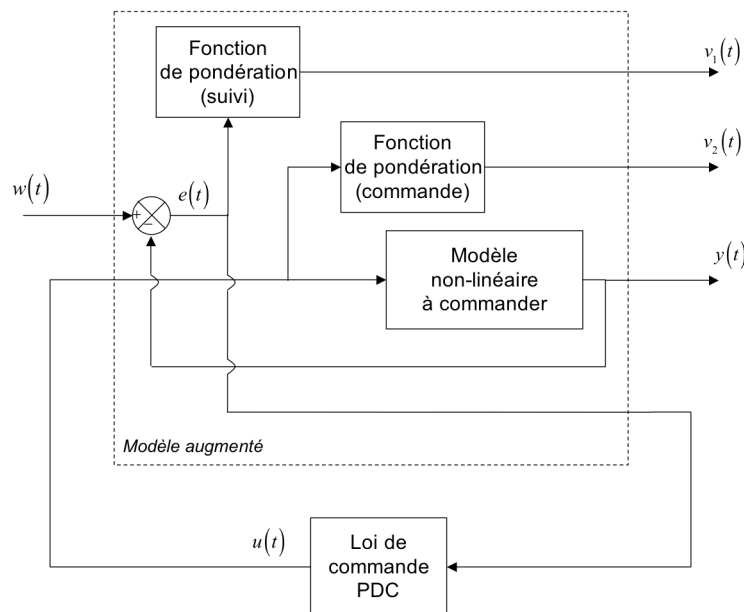 Fonction
de pondération
(suivi)
v₁(t)
Fonction
de pondération
(commande)
v₂(t)
w(t)
+
−
e(t)
Modèle
non-linéaire
à commander
y(t)
Modèle augmenté
u(t)
Loi de
commande
PDC